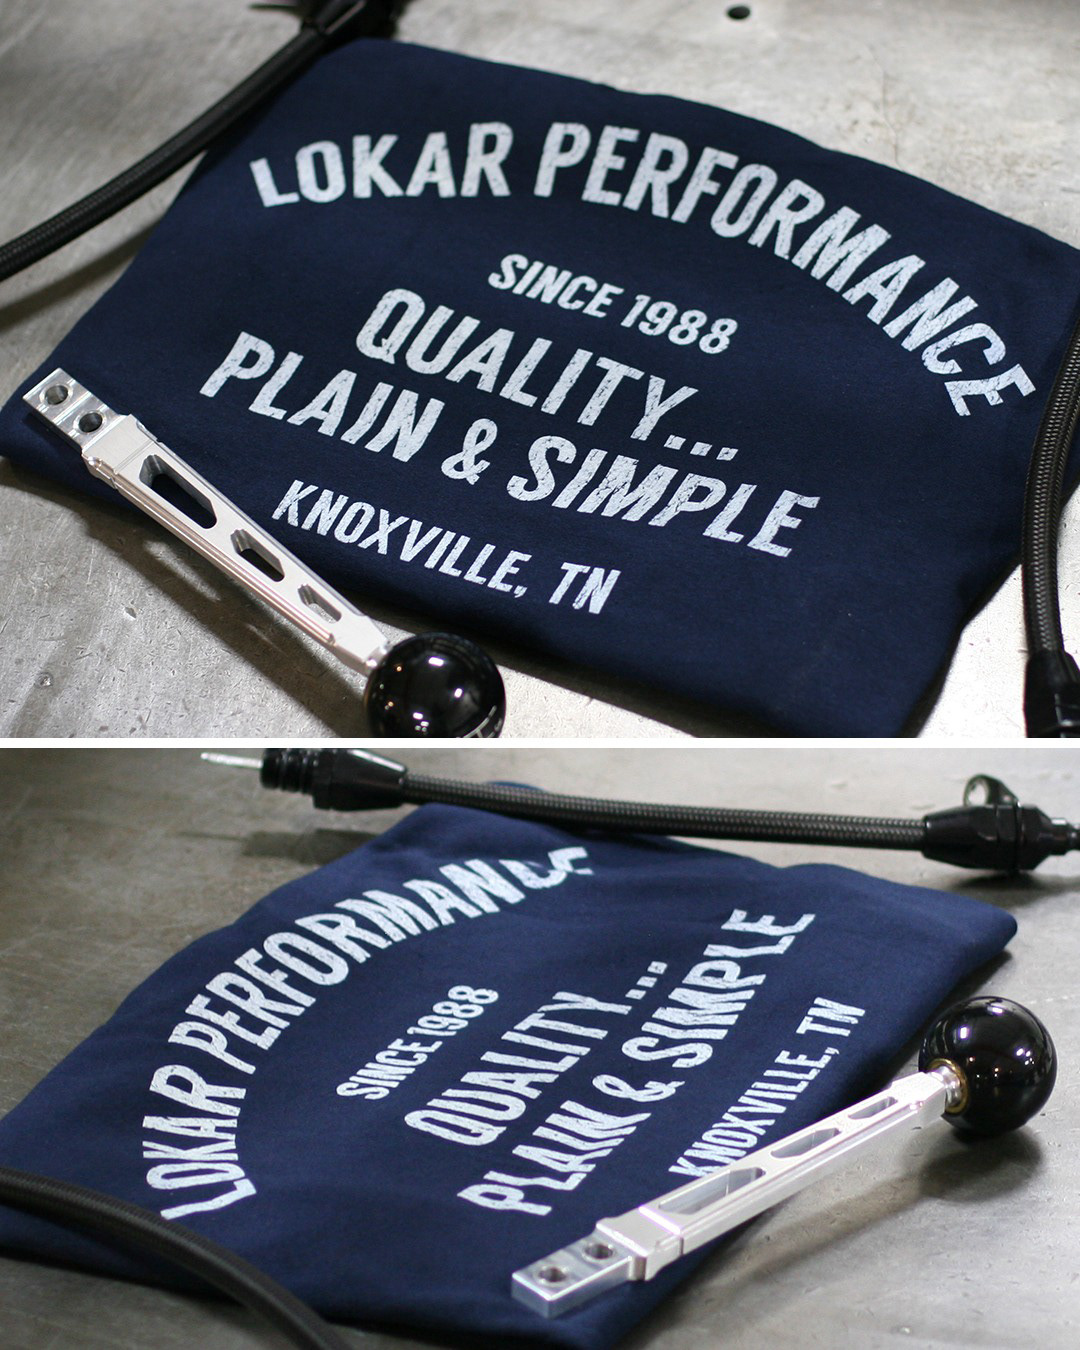 LOKAR PERFORMANCE
SINCE 1988
QUALITY...
PLAIN & SIMPLE
KNOXVILLE, TN
LOKAR PERFORMANCE
SINCE 1988
QUALITY...
PLAIN & SIMPLE
KNOXVILLE, TN